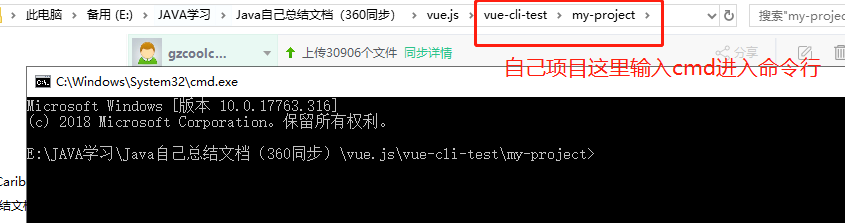 此电脑 > 备用 (E:) > JAVA学习 > Java自己总结文档（360同步） > vue.js > vue-cli-test > my-project >
搜索"my-proje
gzcoolc...
上传30906个文件 同步详情
分享
自己项目这里输入cmd进入命令行
C:\Windows\System32\cmd.exe
Microsoft Windows [版本 10.0.17763.316]
(c) 2018 Microsoft Corporation。保留所有权利。
E:\JAVA学习\Java自己总结文档（360同步）\vue.js\vue-cli-test\my-project>
Carib
结文档